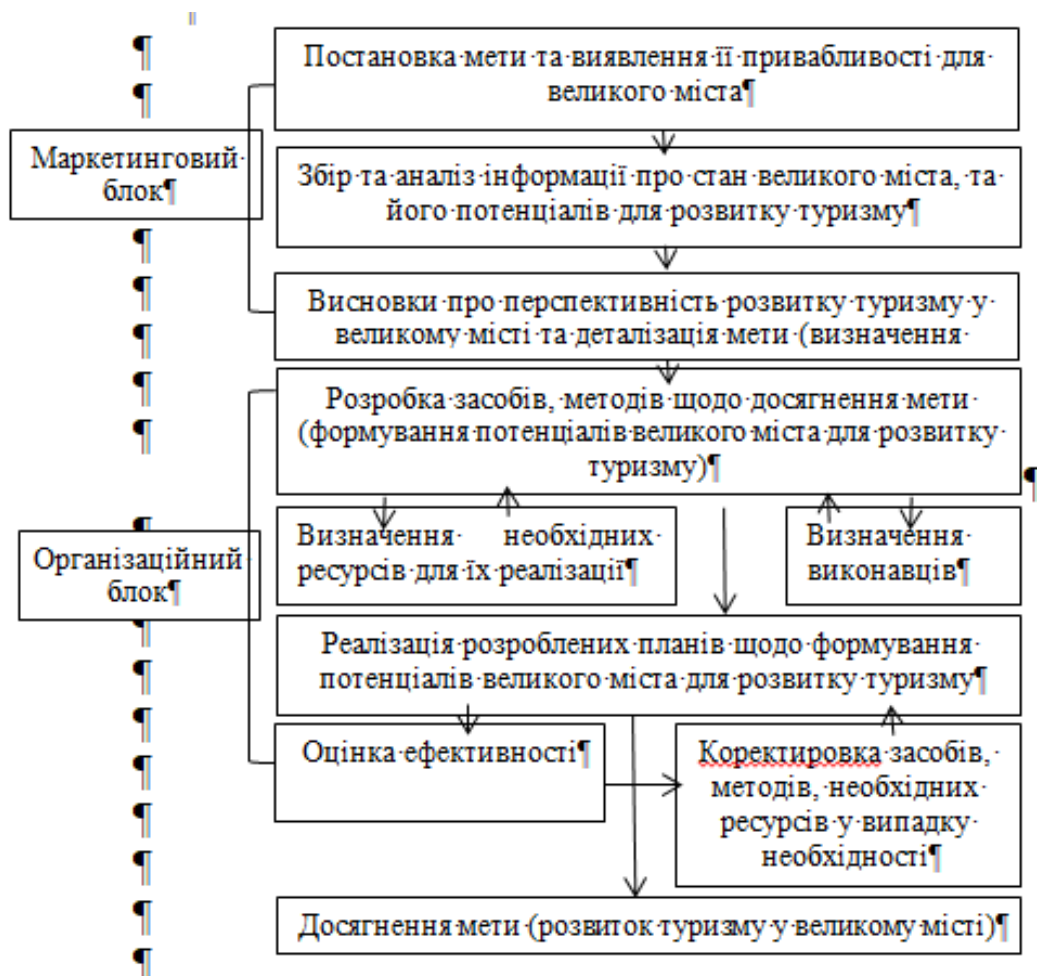 Постановка мети та виявлення її привабливості для
великого міста¶
Маркетинговий
блок¶
Збір та аналіз інформації про стан великого міста, та
його потенціалів для розвитку туризму¶
Висновки про перспективність розвитку туризму у
великому місті та деталізація мети (визначення
Розробка засобів, методів щодо досягнення мети
(формування потенціалів великого міста для розвитку
туризму)¶
Визначення необхідних
ресурсів для їх реалізації¶
Визначення
виконавців¶
Організаційний
блок¶
Реалізація розроблених планів щодо формування
потенціалів великого міста для розвитку туризму¶
Оцінка ефективності¶
Коректировка засобів,
методів, необхідних
ресурсів у випадку
необхідності¶
Досягнення мети (розвиток туризму у великому місті)¶